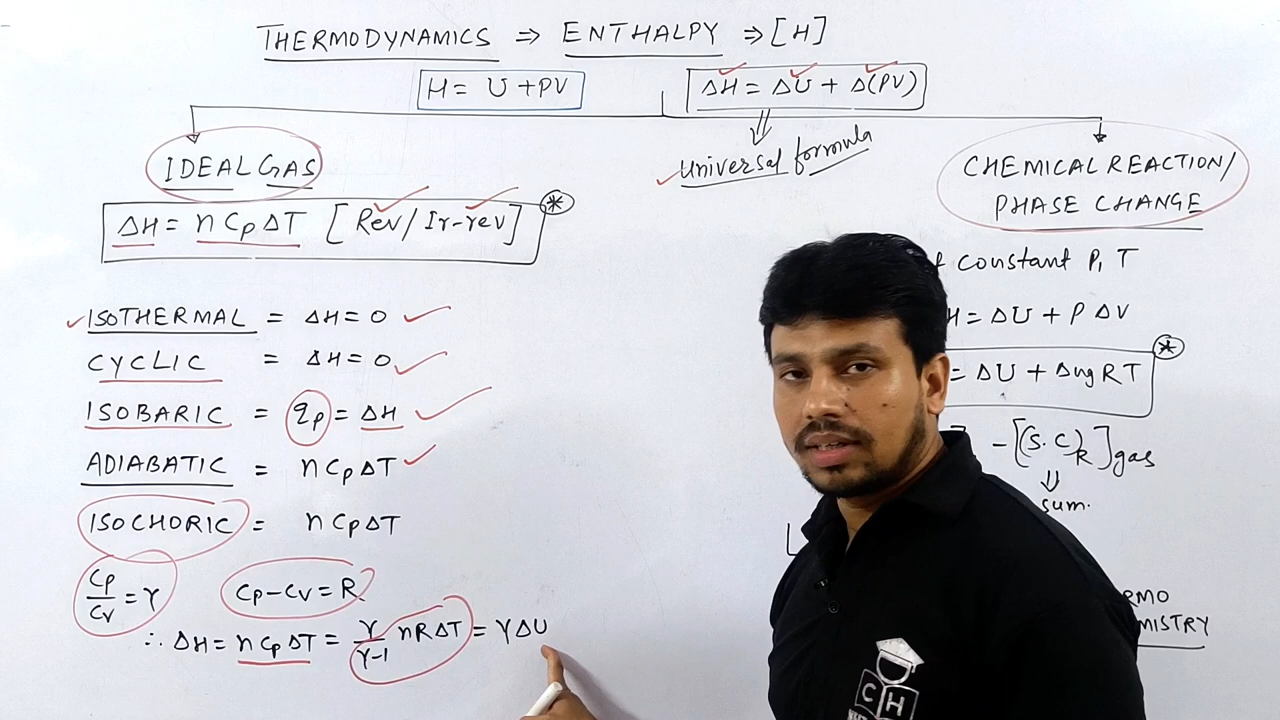 THERMODYNAMICS ⇒ ENTHALPY ⇒ [H]
H = U + PV
ΔH = ΔU + Δ(PV)
Universal formula
IDEAL GAS
ΔH = nCpΔT [Rev/Ir-rev] *
ISOTHERMAL = ΔH = 0
CYCLIC = ΔH = 0
ISOBARIC = qp = ΔH
ADIABATIC = nCpΔT
ISOCHORIC = nCpΔT
Cp/Cv = γ Cp - Cv = R
∴ ΔH = nCpΔT = γ/γ-1 nRΔT = γΔU
CHEMICAL REACTION/
PHASE CHANGE
constant P, T
H = ΔU + PΔV
= ΔU + ΔngRT *
- [(S.C)R]gas
sum.
C H